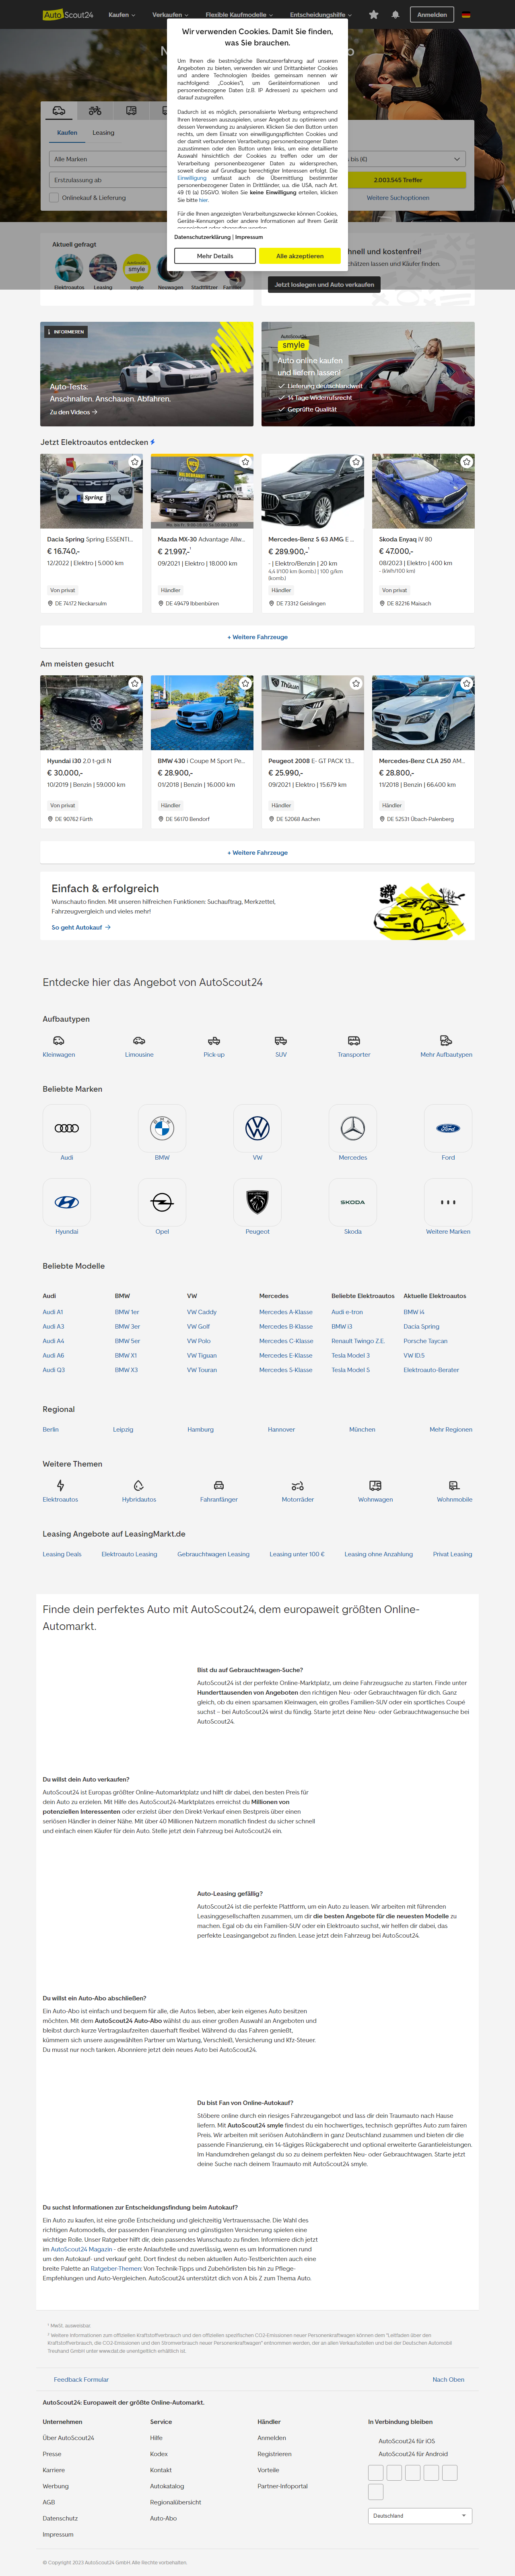 AutoScout24
Kaufen
Verkaufen
Flexible Kaufmodelle
Entscheidungshilfe
Anmelden
Wir verwenden Cookies. Damit Sie finden,
was Sie brauchen.
Um Ihnen die bestmögliche Benutzererfahrung auf unseren
Angeboten zu bieten, verwenden wir und Drittanbieter Cookies
und andere Technologien (beides gemeinsam nennen wir
nachfolgend „Cookies"), um Geräteinformationen und
personenbezogene Daten (z.B. IP Adressen) zu speichern und
darauf zuzugreifen.
Dadurch ist es möglich, personalisierte Werbung entsprechend
Ihren Interessen auszuspielen, unser Angebot zu optimieren und
dessen Verwendung zu analysieren. Klicken Sie den Button unten
rechts, um dem Einsatz von einwilligungspflichtigen Cookies und
der damit verbundenen Verarbeitung personenbezogener Daten
zuzustimmen oder den Button unten links, um eine detaillierte
Auswahl hinsichtlich der Cookies zu treffen oder um der
Verarbeitung personenbezogener Daten zu widersprechen,
soweit diese auf Grundlage berechtigter Interessen erfolgt. Die
Einwilligung umfasst auch die Übermittlung bestimmter
personenbezogener Daten in Drittländer, u.a. die USA, nach Art.
49 (1) (a) DSGVO. Wollen Sie keine Einwilligung erteilen, klicken
Sie bitte hier.
Für die Ihnen angezeigten Verarbeitungszwecke können Cookies,
Geräte-Kennungen oder andere Informationen auf Ihrem Gerät
Datenschutzerklärung | Impressum
Mehr Details
Alle akzeptieren
Kaufen
Leasing
Alle Marken
bis (€)
Erstzulassung ab
2.003.545 Treffer
Onlinekauf & Lieferung
Weitere Suchoptionen
Aktuell gefragt
smyle
Elektroautos
Leasing
smyle
Neuwagen
Stadtflitzer
Familie
hnell und kostenfrei!
chätzen lassen und Käufer finden.
Jetzt loslegen und Auto verkaufen
INFORMIEREN
Auto-Tests:
Anschnallen. Anschauen. Abfahren.
Zu den Videos
AutoScout24
smyle
Auto online kaufen
und liefern lassen!
Lieferung deutschlandweit
14 Tage Widerrufsrecht
Geprüfte Qualität
Jetzt Elektroautos entdecken
Spring
Dacia Spring Spring ESSENTI...
€ 16.740,-
12/2022 | Elektro | 5.000 km
Von privat
DE 74172 Neckarsulm
Mazda MX-30 Advantage Allw...
€ 21.997,-¹
09/2021 | Elektro | 18.000 km
Händler
DE 49479 Ibbenbüren
Mercedes-Benz S 63 AMG E ...
€ 289.900,-¹
- | Elektro/Benzin | 20 km
4,4 l/100 km (komb.) | 100 g/km
(komb.)
Händler
DE 73312 Geislingen
Skoda Enyaq iV 80
€ 47.000,-
08/2023 | Elektro | 400 km
- (kWh/100 km)
Von privat
DE 82216 Maisach
+ Weitere Fahrzeuge
Am meisten gesucht
Hyundai i30 2.0 t-gdi N
€ 30.000,-
10/2019 | Benzin | 59.000 km
Von privat
DE 90762 Fürth
BMW 430 i Coupe M Sport Pe...
€ 28.900,-
01/2018 | Benzin | 16.000 km
Händler
DE 56170 Bendorf
Peugeot 2008 E- GT PACK 13...
€ 25.990,-
09/2021 | Elektro | 15.679 km
Händler
DE 52068 Aachen
Mercedes-Benz CLA 250 AM...
€ 28.800,-
11/2018 | Benzin | 66.400 km
Händler
DE 52531 Übach-Palenberg
+ Weitere Fahrzeuge
Einfach & erfolgreich
Wunschauto finden. Mit unseren hilfreichen Funktionen: Suchauftrag, Merkzettel,
Fahrzeugvergleich und vieles mehr!
So geht Autokauf
Entdecke hier das Angebot von AutoScout24
Aufbautypen
Kleinwagen
Limousine
Pick-up
SUV
Transporter
Mehr Aufbautypen
Beliebte Marken
Audi
BMW
VW
Mercedes
Ford
Hyundai
Opel
Peugeot
Skoda
Weitere Marken
Beliebte Modelle
Audi
BMW
VW
Mercedes
Beliebte Elektroautos
Aktuelle Elektroautos
Audi A1
BMW 1er
VW Caddy
Mercedes A-Klasse
Audi e-tron
BMW i4
Audi A3
BMW 3er
VW Golf
Mercedes B-Klasse
BMW i3
Dacia Spring
Audi A4
BMW 5er
VW Polo
Mercedes C-Klasse
Renault Twingo Z.E.
Porsche Taycan
Audi A6
BMW X1
VW Tiguan
Mercedes E-Klasse
Tesla Model 3
VW ID.5
Audi Q3
BMW X3
VW Touran
Mercedes S-Klasse
Tesla Model S
Elektroauto-Berater
Regional
Berlin
Leipzig
Hamburg
Hannover
München
Mehr Regionen
Weitere Themen
Elektroautos
Hybridautos
Fahranfänger
Motorräder
Wohnwagen
Wohnmobile
Leasing Angebote auf LeasingMarkt.de
Leasing Deals
Elektroauto Leasing
Gebrauchtwagen Leasing
Leasing unter 100 €
Leasing ohne Anzahlung
Privat Leasing
Finde dein perfektes Auto mit AutoScout24, dem europaweit größten Online-
Automarkt.
Bist du auf Gebrauchtwagen-Suche?
AutoScout24 ist der perfekte Online-Marktplatz, um deine Fahrzeugsuche zu starten. Finde unter
Hunderttausenden von Angeboten den richtigen Neu- oder Gebrauchtwagen für dich. Ganz
gleich, ob du einen sparsamen Kleinwagen, ein großes Familien-SUV oder ein sportliches Coupé
suchst – bei AutoScout24 wirst du fündig. Starte jetzt deine Neu- oder Gebrauchtwagensuche bei
AutoScout24.
Du willst dein Auto verkaufen?
AutoScout24 ist Europas größter Online-Automarktplatz und hilft dir dabei, den besten Preis für
dein Auto zu erzielen. Mit Hilfe des AutoScout24-Marktplatzes erreichst du Millionen von
potenziellen Interessenten oder erzielst über den Direkt-Verkauf einen Bestpreis über einen
seriösen Händler in deiner Nähe. Mit über 40 Millionen Nutzern monatlich findest du sicher schnell
und einfach einen Käufer für dein Auto. Stelle jetzt dein Fahrzeug bei AutoScout24 ein.
Auto-Leasing gefällig?
AutoScout24 ist die perfekte Plattform, um ein Auto zu leasen. Wir arbeiten mit führenden
Leasinggesellschaften zusammen, um dir die besten Angebote für die neuesten Modelle zu
machen. Egal ob du ein Familien-SUV oder ein Elektroauto suchst, wir helfen dir dabei, das
perfekte Leasingangebot zu finden. Lease jetzt dein Fahrzeug bei AutoScout24.
Du willst ein Auto-Abo abschließen?
Ein Auto-Abo ist einfach und bequem für alle, die Autos lieben, aber kein eigenes Auto besitzen
möchten. Mit dem AutoScout24 Auto-Abo wählst du aus einer großen Auswahl an Angeboten und
bleibst durch kurze Vertragslaufzeiten dauerhaft flexibel. Während du das Fahren genießt,
kümmern sich unsere ausgewählten Partner um Wartung, Verschleiß, Versicherung und Kfz-Steuer.
Du musst nur noch tanken. Abonniere jetzt dein neues Auto bei AutoScout24.
Du bist Fan von Online-Autokauf?
Stöbere online durch ein riesiges Fahrzeugangebot und lass dir dein Traumauto nach Hause
liefern. Mit AutoScout24 smyle findest du ein hochwertiges, technisch geprüftes Auto zum fairen
Preis. Wir arbeiten mit seriösen Autohändlern in ganz Deutschland zusammen und bieten dir die
passende Finanzierung, ein 14-tägiges Rückgaberecht und optional erweiterte Garantieleistungen.
Im Handumdrehen gelangst du so zu deinem perfekten Neu- oder Gebrauchtwagen. Starte jetzt
deine Suche nach deinem Traumauto mit AutoScout24 smyle.
Du suchst Informationen zur Entscheidungsfindung beim Autokauf?
Ein Auto zu kaufen, ist eine große Entscheidung und gleichzeitig Vertrauenssache. Die Wahl des
richtigen Automodells, der passenden Finanzierung und günstigsten Versicherung spielen eine
wichtige Rolle. Unser Ratgeber hilft dir, dein passendes Wunschauto zu finden. Informiere dich jetzt
im AutoScout24 Magazin - die erste Anlaufstelle und zuverlässig, wenn es um Informationen rund
um den Autokauf- und verkauf geht. Dort findest du neben aktuellen Auto-Testberichten auch eine
breite Palette an Ratgeber-Themen: Von Technik-Tipps und Zubehörlisten bis hin zu Pflege-
Empfehlungen und Auto-Vergleichen. AutoScout24 unterstützt dich von A bis Z zum Thema Auto.
¹ MwSt. ausweisbar.
² Weitere Informationen zum offiziellen Kraftstoffverbrauch und den offiziellen spezifischen CO2-Emissionen neuer Personenkraftwagen können dem "Leitfaden über den
Kraftstoffverbrauch, die CO2-Emissionen und den Stromverbrauch neuer Personenkraftwagen" entnommen werden, der an allen Verkaufsstellen und bei der Deutschen Automobil
Treuhand GmbH unter www.dat.de unentgeltlich erhältlich ist.
Feedback Formular
Nach Oben
AutoScout24: Europaweit der größte Online-Automarkt.
Unternehmen
Service
Händler
In Verbindung bleiben
Über AutoScout24
Hilfe
Anmelden
AutoScout24 für iOS
Presse
Kodex
Registrieren
AutoScout24 für Android
Karriere
Kontakt
Vorteile
Werbung
Autokatalog
Partner-Infoportal
AGB
Regionalübersicht
Deutschland
Datenschutz
Auto-Abo
Impressum
© Copyright 2023 AutoScout24 GmbH. Alle Rechte vorbehalten.